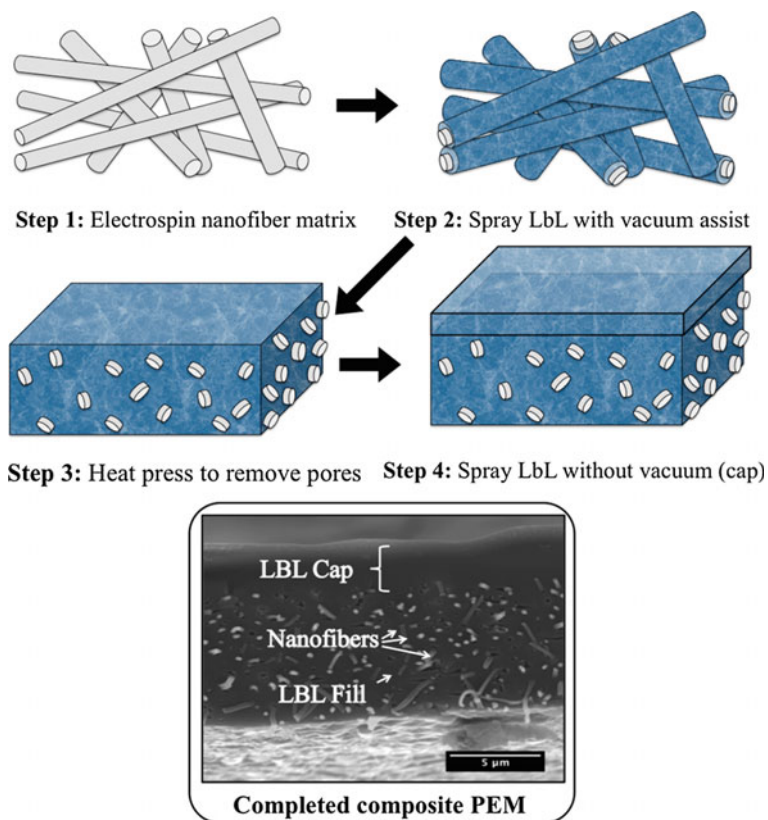 Step 1: Electrospin nanofiber matrix
Step 2: Spray LbL with vacuum assist
Step 3: Heat press to remove pores
Step 4: Spray LbL without vacuum (cap)
LBL Cap
Nanofibers
LBL Fill
5 µm
Completed composite PEM